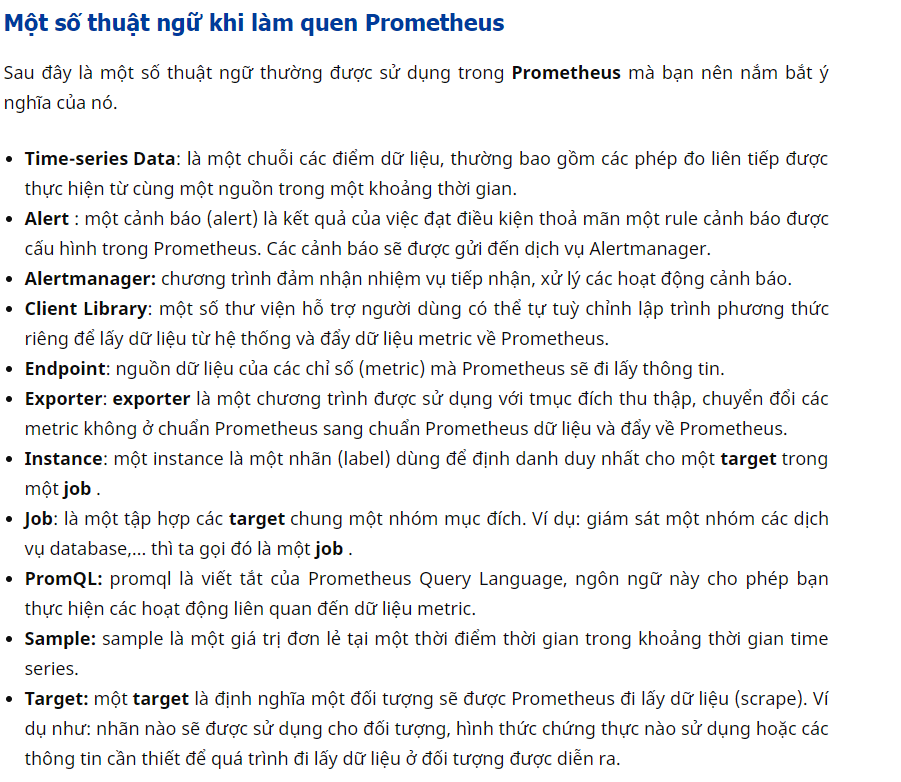 Một số thuật ngữ khi làm quen Prometheus
Sau đây là một số thuật ngữ thường được sử dụng trong Prometheus mà bạn nên nắm bắt ý
nghĩa của nó.
• Time-series Data: là một chuỗi các điểm dữ liệu, thường bao gồm các phép đo liên tiếp được
thực hiện từ cùng một nguồn trong một khoảng thời gian.
• Alert : một cảnh báo (alert) là kết quả của việc đạt điều kiện thoả mãn một rule cảnh báo được
cấu hình trong Prometheus. Các cảnh báo sẽ được gửi đến dịch vụ Alertmanager.
• Alertmanager: chương trình đảm nhận nhiệm vụ tiếp nhận, xử lý các hoạt động cảnh báo.
• Client Library: một số thư viện hỗ trợ người dùng có thể tự tuỳ chỉnh lập trình phương thức
riêng để lấy dữ liệu từ hệ thống và đẩy dữ liệu metric về Prometheus.
• Endpoint: nguồn dữ liệu của các chỉ số (metric) mà Prometheus sẽ đi lấy thông tin.
• Exporter: exporter là một chương trình được sử dụng với tmục đích thu thập, chuyển đổi các
metric không ở chuẩn Prometheus sang chuẩn Prometheus dữ liệu và đẩy về Prometheus.
• Instance: một instance là một nhãn (label) dùng để định danh duy nhất cho một target trong
một job .
• Job: là một tập hợp các target chung một nhóm mục đích. Ví dụ: giám sát một nhóm các dịch
vụ database,... thì ta gọi đó là một job .
• PromQL: promql là viết tắt của Prometheus Query Language, ngôn ngữ này cho phép bạn
thực hiện các hoạt động liên quan đến dữ liệu metric.
• Sample: sample là một giá trị đơn lẻ tại một thời điểm thời gian trong khoảng thời gian time
series.
• Target: một target là định nghĩa một đối tượng sẽ được Prometheus đi lấy dữ liệu (scrape). Ví
dụ như: nhãn nào sẽ được sử dụng cho đối tượng, hình thức chứng thực nào sử dụng hoặc các
thông tin cần thiết để quá trình đi lấy dữ liệu ở đối tượng được diễn ra.